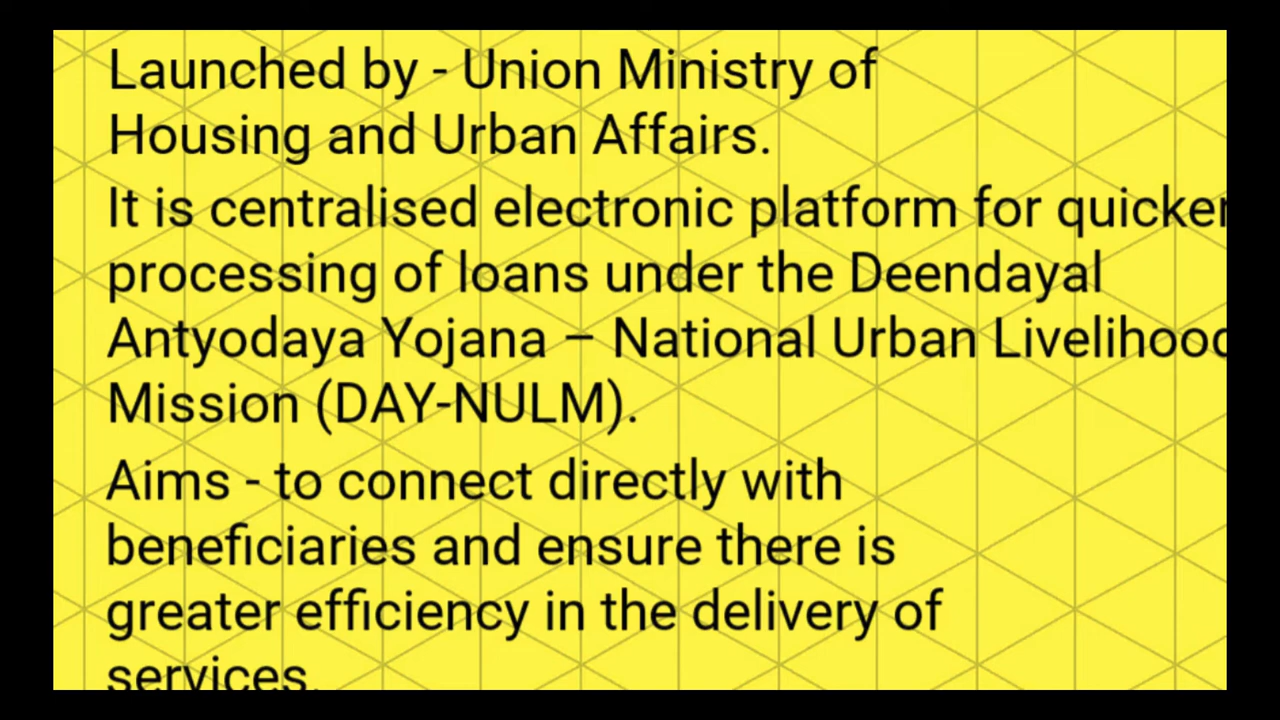 Launched by - Union Ministry of
Housing and Urban Affairs.
It is centralised electronic platform for quicker
processing of loans under the Deendayal
Antyodaya Yojana – National Urban Livelihood
Mission (DAY-NULM).
Aims - to connect directly with
beneficiaries and ensure there is
greater efficiency in the delivery of
services.